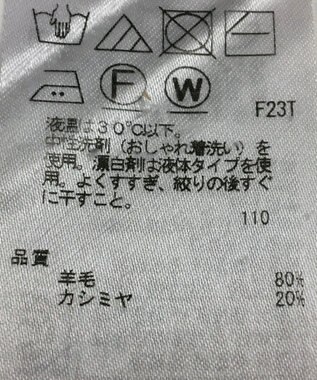 F
W
F23T
液温は30℃以下。
中性洗剤（おしゃれ着洗い）を
使用。漂白剤は液体タイプを使
用。よくすすぎ、絞りの後すぐ
に干すこと。
110
品質
羊毛 80%
カシミヤ 20%